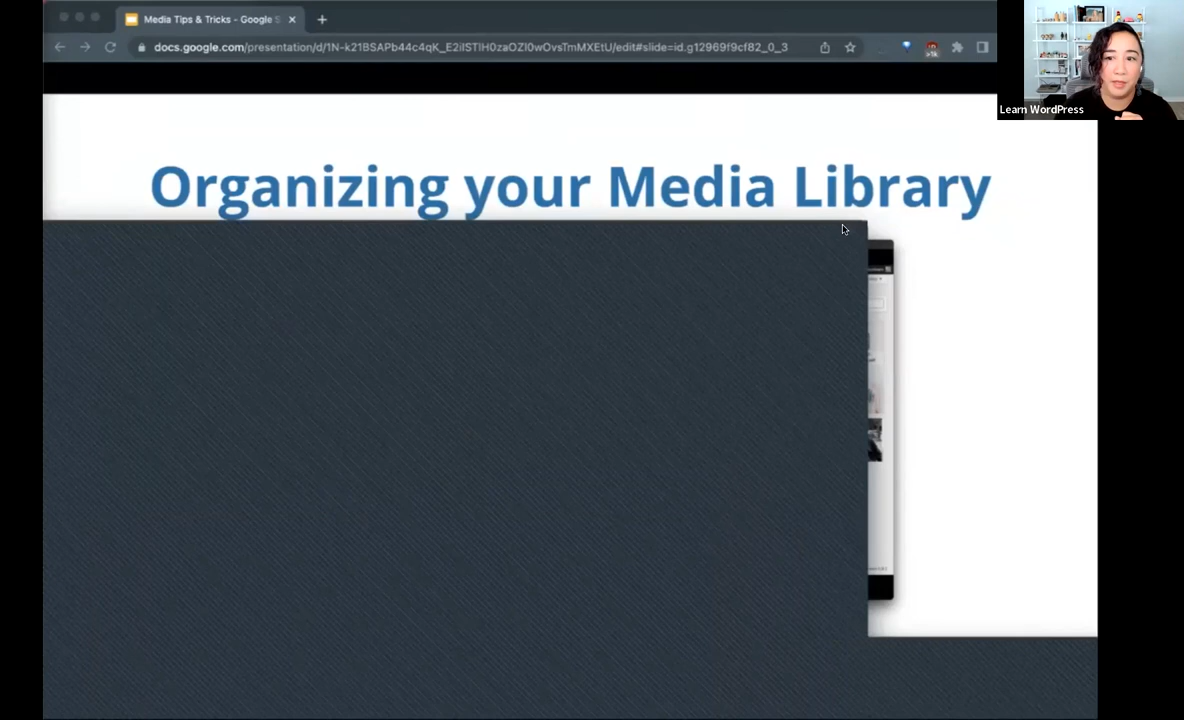 Media Tips & Tricks - Google S
docs.google.com/presentation/d/1N-k21BSAPb44c4qK_E2iISTlH0zaOZI0wOvsTmMXEtU/edit#slide=id.g12969f9cf82_0_3
Learn WordPress
Organizing your Media Library